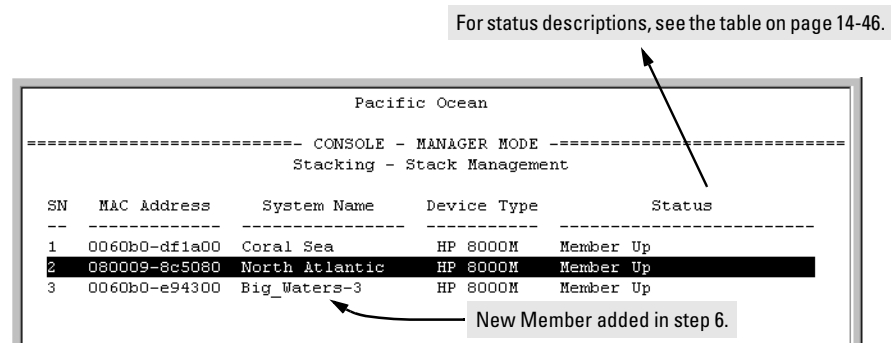 For status descriptions, see the table on page 14-46.
Pacific Ocean
==========================- CONSOLE - MANAGER MODE -============================
Stacking - Stack Management
SN MAC Address System Name Device Type Status
-- ------------- ---------------- ----------- -------------------------
1 0060b0-df1a00 Coral Sea HP 8000M Member Up
2 080009-8c5080 North Atlantic HP 8000M Member Up
3 0060b0-e94300 Big_Waters-3 HP 8000M Member Up
New Member added in step 6.